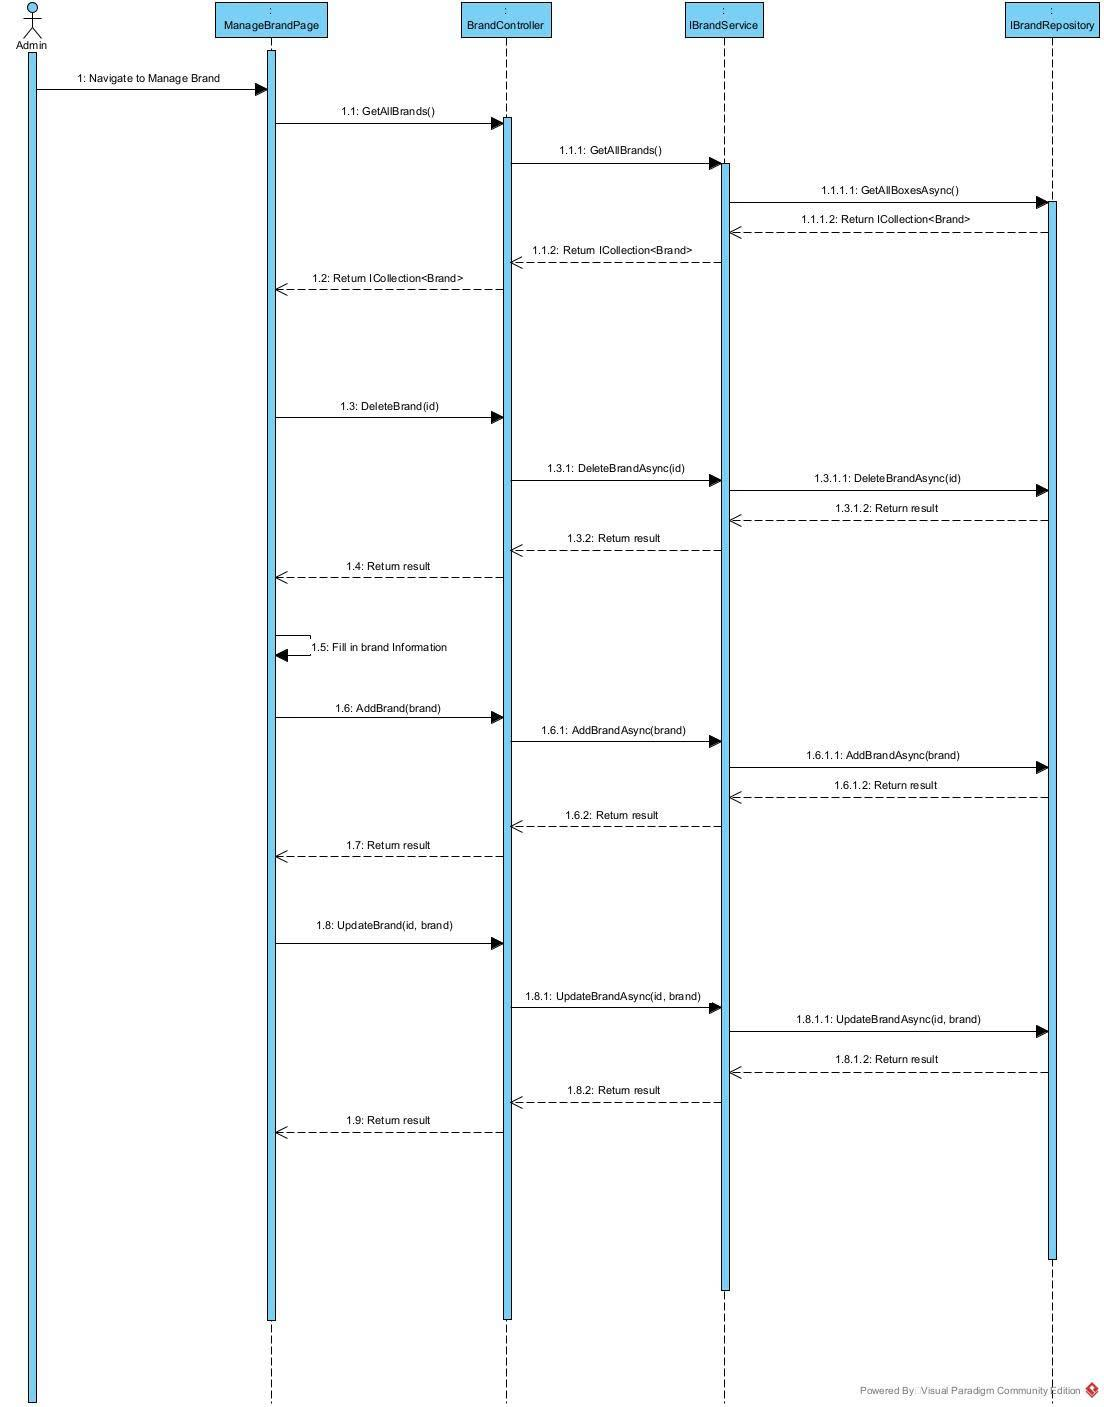 :
ManageBrandPage
:
BrandController
:
IBrandService
:
IBrandRepository
Admin
1: Navigate to Manage Brand
1.1: GetAllBrands()
1.1.1: GetAllBrands()
1.1.1.1: GetAllBoxesAsync()
1.1.1.2: Return ICollection<Brand>
1.1.2: Return ICollection<Brand>
1.2: Return ICollection<Brand>
1.3: DeleteBrand(id)
1.3.1: DeleteBrandAsync(id)
1.3.1.1: DeleteBrandAsync(id)
1.3.1.2: Return result
1.3.2: Return result
1.4: Return result
1.5: Fill in brand Information
1.6: AddBrand(brand)
1.6.1: AddBrandAsync(brand)
1.6.1.1: AddBrandAsync(brand)
1.6.1.2: Return result
1.6.2: Return result
1.7: Return result
1.8: UpdateBrand(id, brand)
1.8.1: UpdateBrandAsync(id, brand)
1.8.1.1: UpdateBrandAsync(id, brand)
1.8.1.2: Return result
1.8.2: Return result
1.9: Return result
Powered By: Visual Paradigm Community Edition